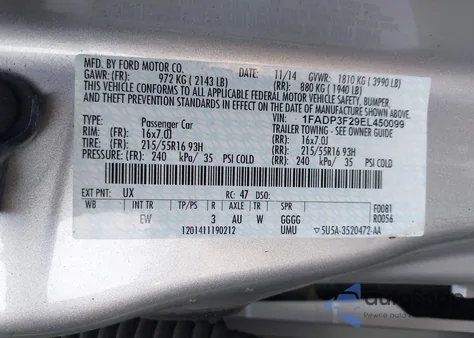 MFD. BY FORD MOTOR CO. DATE: 11/14 GVWR: 1810 KG ( 3990 LB)
GAWR: (FR): 972 KG ( 2143 LB) RR: 880 KG ( 1940 LB)
THIS VEHICLE CONFORMS TO ALL APPLICABLE FEDERAL MOTOR VEHICLE SAFETY, BUMPER,
AND THEFT PREVENTION STANDARDS IN EFFECT ON THE DATE OF MANUFACTURE SHOWN ABOVE.
VIN: 1FADP3F29EL450099
TYPE: Passenger Car TRAILER TOWING - SEE OWNER GUIDE
RIM: (FR): 16x7.0J (RR): 16x7.0J
TIRE: (FR): 215/55R16 93H (RR): 215/55R16 93H
PRESSURE: (FR): 240 kPa/ 35 PSI COLD (RR): 240 kPa/ 35 PSI COLD
EXT PNT: UX RC: 47 DSO:
WB INT TR TP/PS R AXLE TR SPR F0081
EW 3 AU W GGGG R0056
1201411190212 UMU 5U5A-3520472-AA